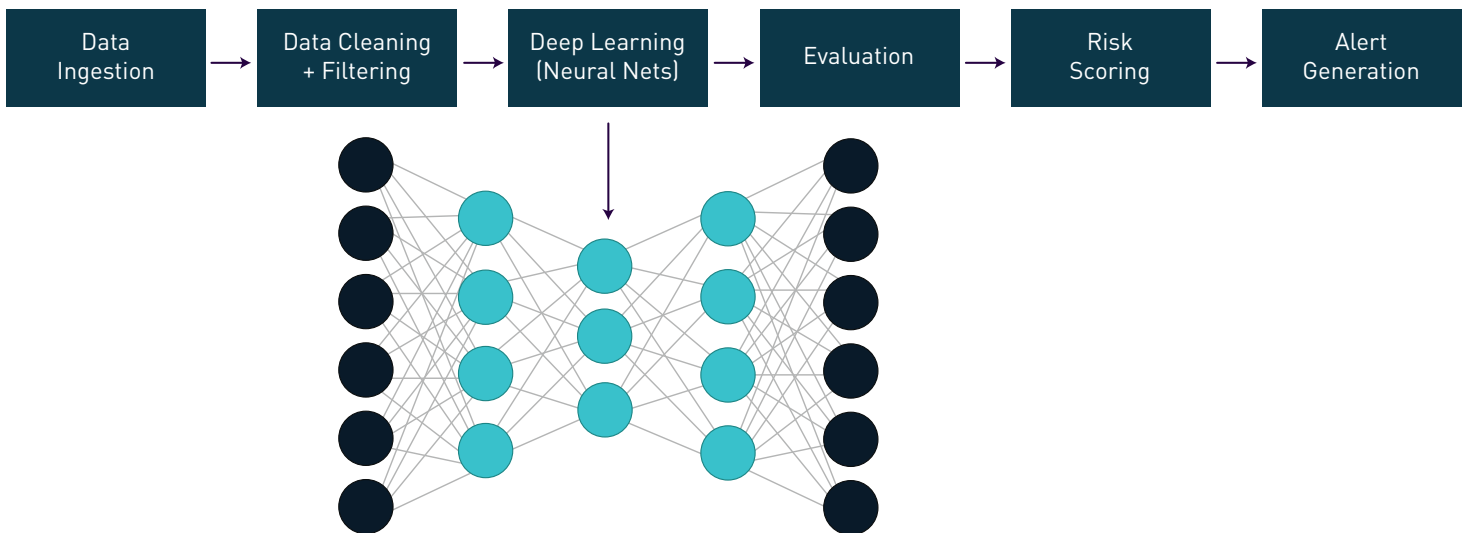 Data
Ingestion
Data Cleaning
+ Filtering
Deep Learning
(Neural Nets)
Evaluation
Risk
Scoring
Alert
Generation